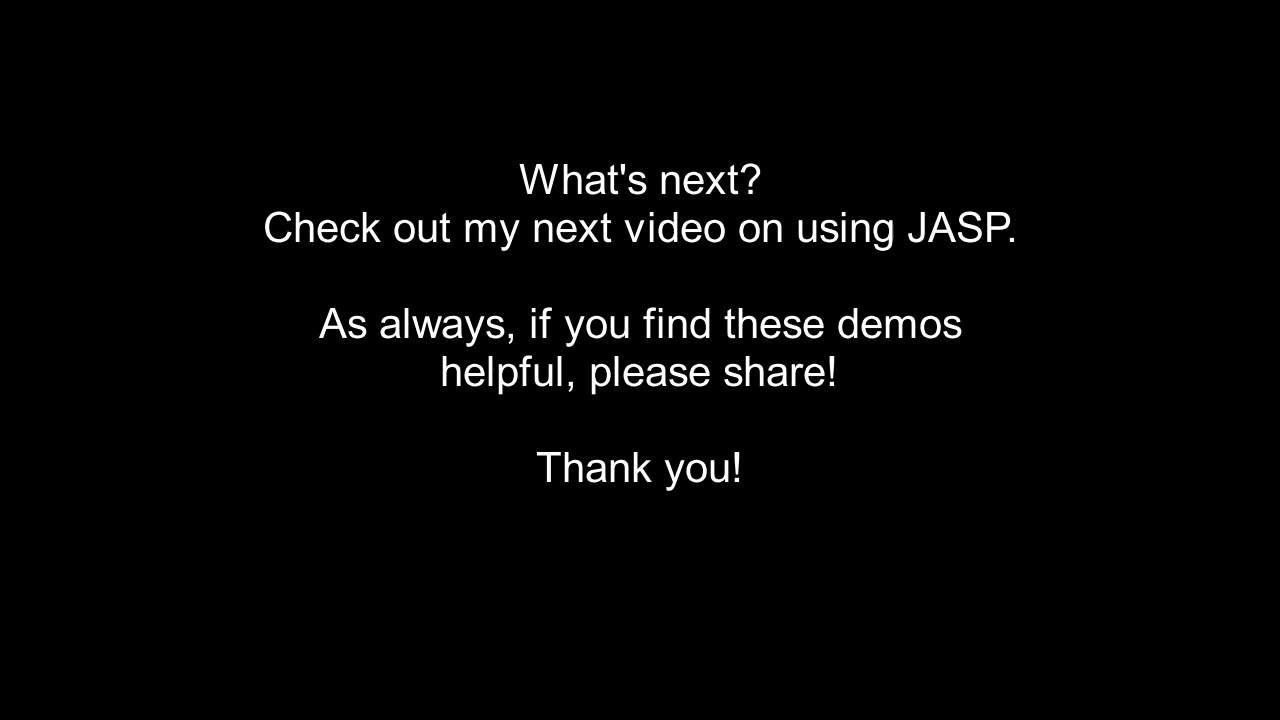 What's next?
Check out my next video on using JASP.
As always, if you find these demos
helpful, please share!
Thank you!